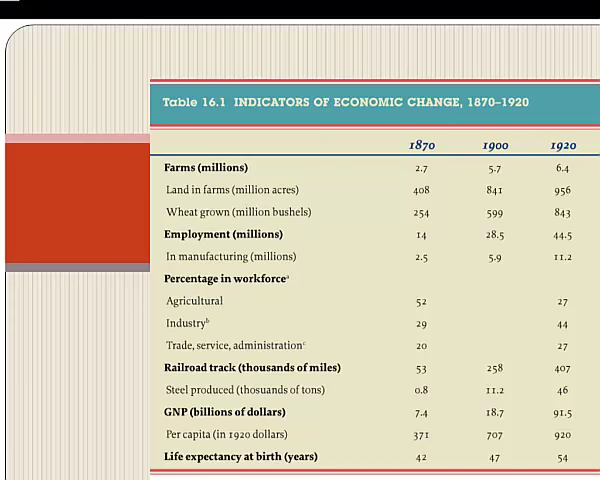 Table 16.1 INDICATORS OF ECONOMIC CHANGE, 1870–1920
1870 1900 1920
Farms (millions) 2.7 5.7 6.4
Land in farms (million acres) 408 841 956
Wheat grown (million bushels) 254 599 843
Employment (millions) 14 28.5 44.5
In manufacturing (millions) 2.5 5.9 11.2
Percentage in workforceᵃ
Agricultural 52 27
Industryᵇ 29 44
Trade, service, administrationᶜ 20 27
Railroad track (thousands of miles) 53 258 407
Steel produced (thosuands of tons) 0.8 11.2 46
GNP (billions of dollars) 7.4 18.7 91.5
Per capita (in 1920 dollars) 371 707 920
Life expectancy at birth (years) 42 47 54